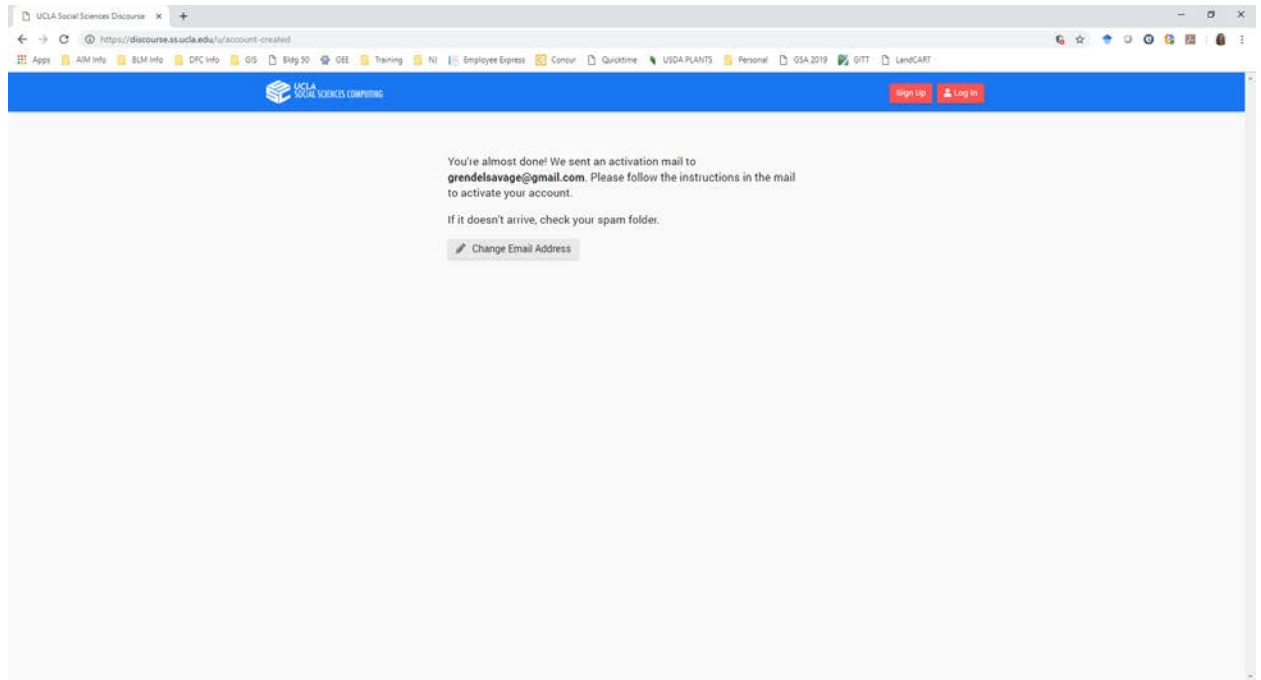 UCLA Social Sciences Discourse
https://discourse.ss.ucla.edu/u/account-created
Apps AIM Info BLM Info DPC Info GIS Bldg 50 GEE Training NJ Employee Express Concur Quicktime USDA PLANTS Personal GSA 2019 GITT LandCART
UCLA
SOCIAL SCIENCES COMPUTING
Sign Up Log In
You're almost done! We sent an activation mail to
grendelsavage@gmail.com. Please follow the instructions in the mail
to activate your account.
If it doesn't arrive, check your spam folder.
Change Email Address